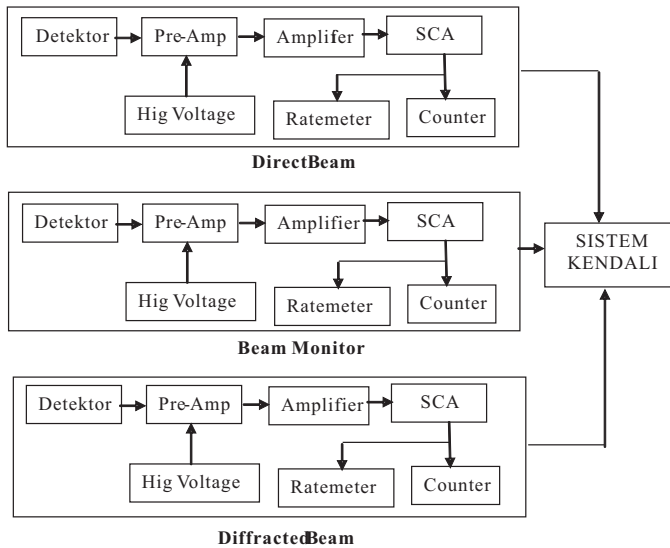 Detektor
Pre-Amp
Amplifer
SCA
Hig Voltage
Ratemeter
Counter
DirectBeam
Detektor
Pre-Amp
Amplifier
SCA
Hig Voltage
Ratemeter
Counter
Beam Monitor
SISTEM
KENDALI
Detektor
Pre-Amp
Amplifier
SCA
Hig Voltage
Ratemeter
Counter
DiffractedBeam